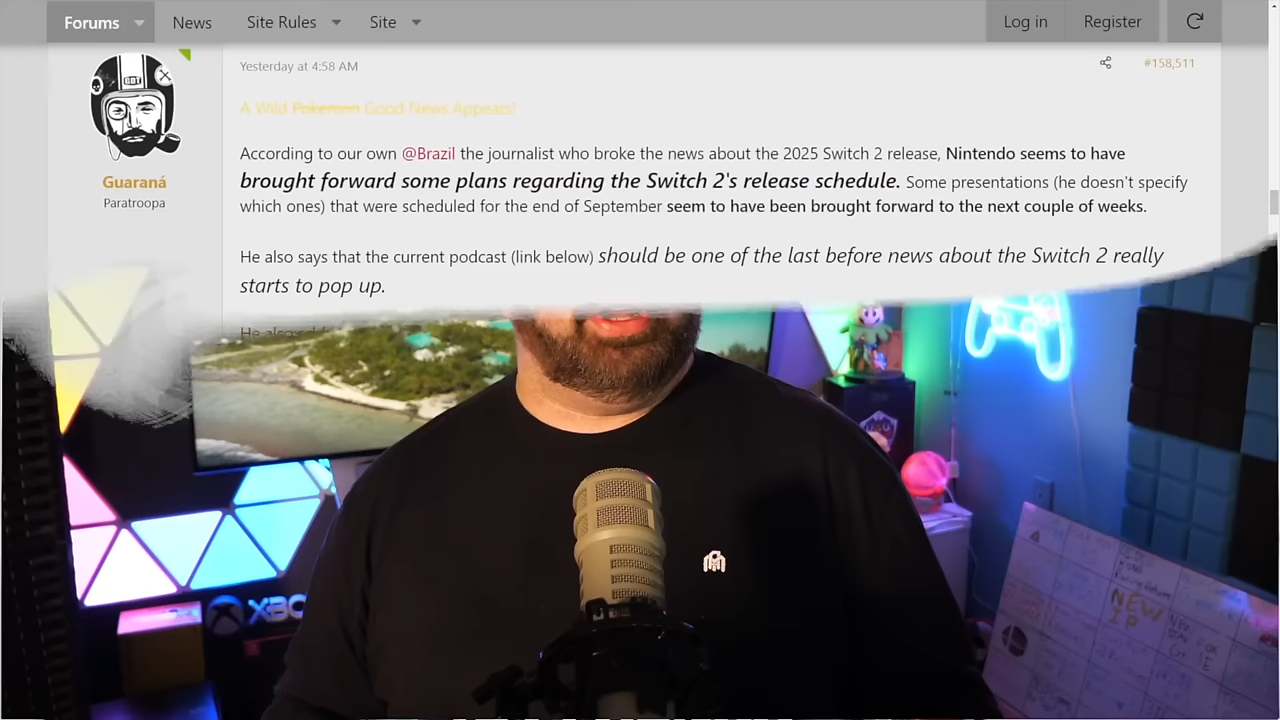 Forums News Site Rules Site Log in Register
GDT
Yesterday at 4:58 AM #158,511
A Wild Pokemon Good News Appears!
According to our own @Brazil the journalist who broke the news about the 2025 Switch 2 release, Nintendo seems to have
brought forward some plans regarding the Switch 2's release schedule. Some presentations (he doesn't specify
which ones) that were scheduled for the end of September seem to have been brought forward to the next couple of weeks.
Guaraná
Paratroopa
He also says that the current podcast (link below) should be one of the last before news about the Switch 2 really
starts to pop up.
He also
XBO
NEW
IP